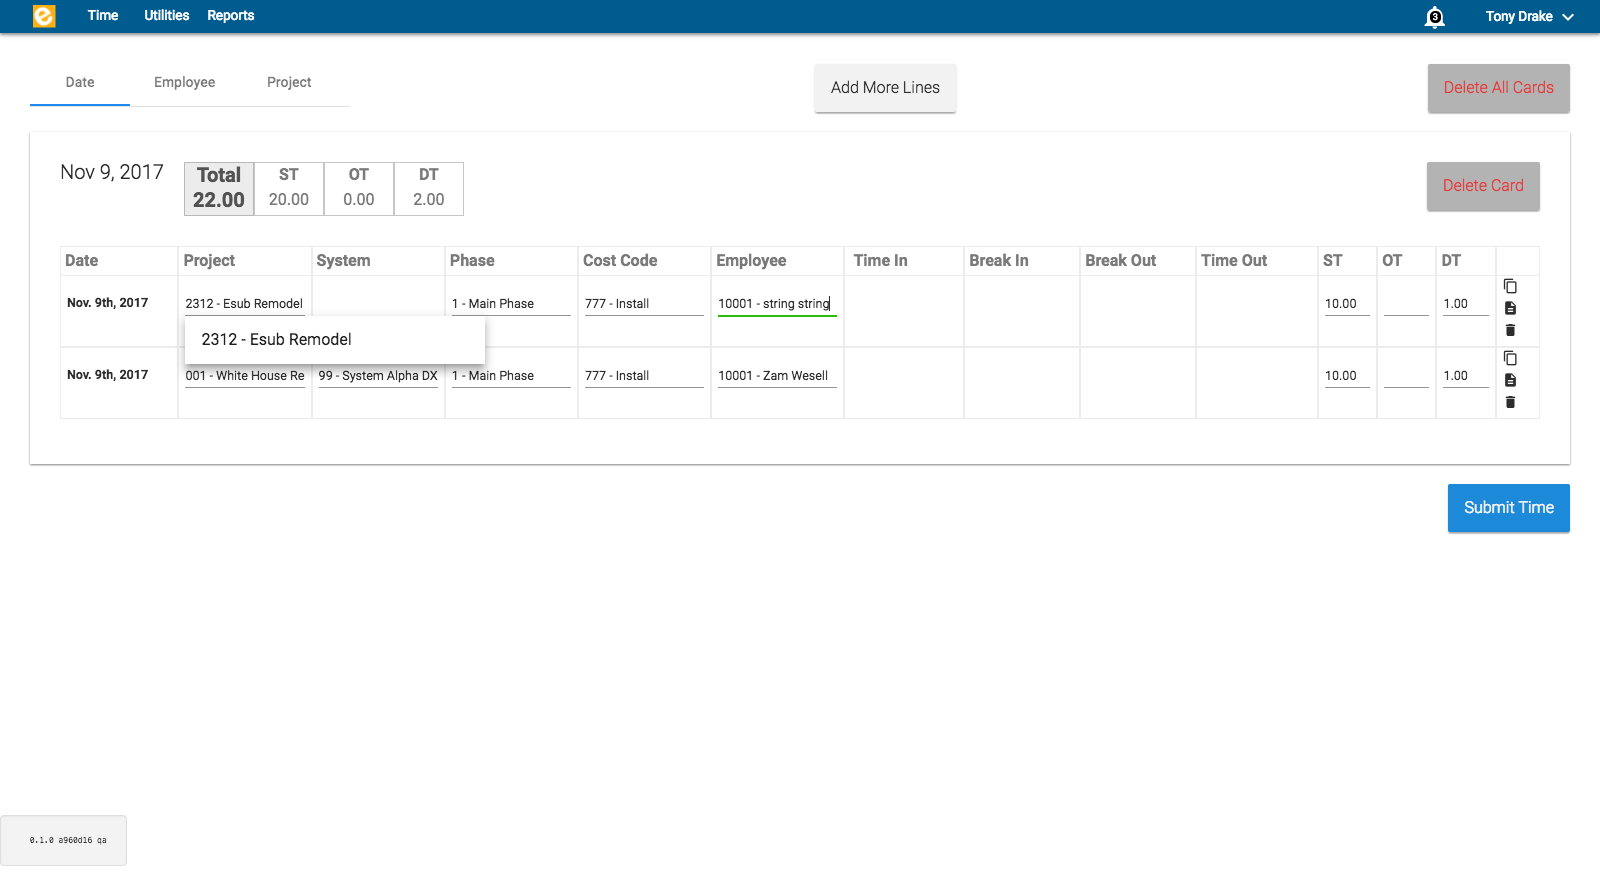 e Time Utilities Reports 3 Tony Drake
Date Employee Project Add More Lines Delete All Cards
Nov 9, 2017 Total ST OT DT Delete Card
22.00 20.00 0.00 2.00
Date Project System Phase Cost Code Employee Time In Break In Break Out Time Out ST OT DT
Nov. 9th, 2017 2312 - Esub Remodel 1 - Main Phase 777 - Install 10001 - string string 10.00 1.00
2312 - Esub Remodel
Nov. 9th, 2017 001 - White House Re 99 - System Alpha DX 1 - Main Phase 777 - Install 10001 - Zam Wesell 10.00 1.00
Submit Time
0.1.0 a960d16 qa